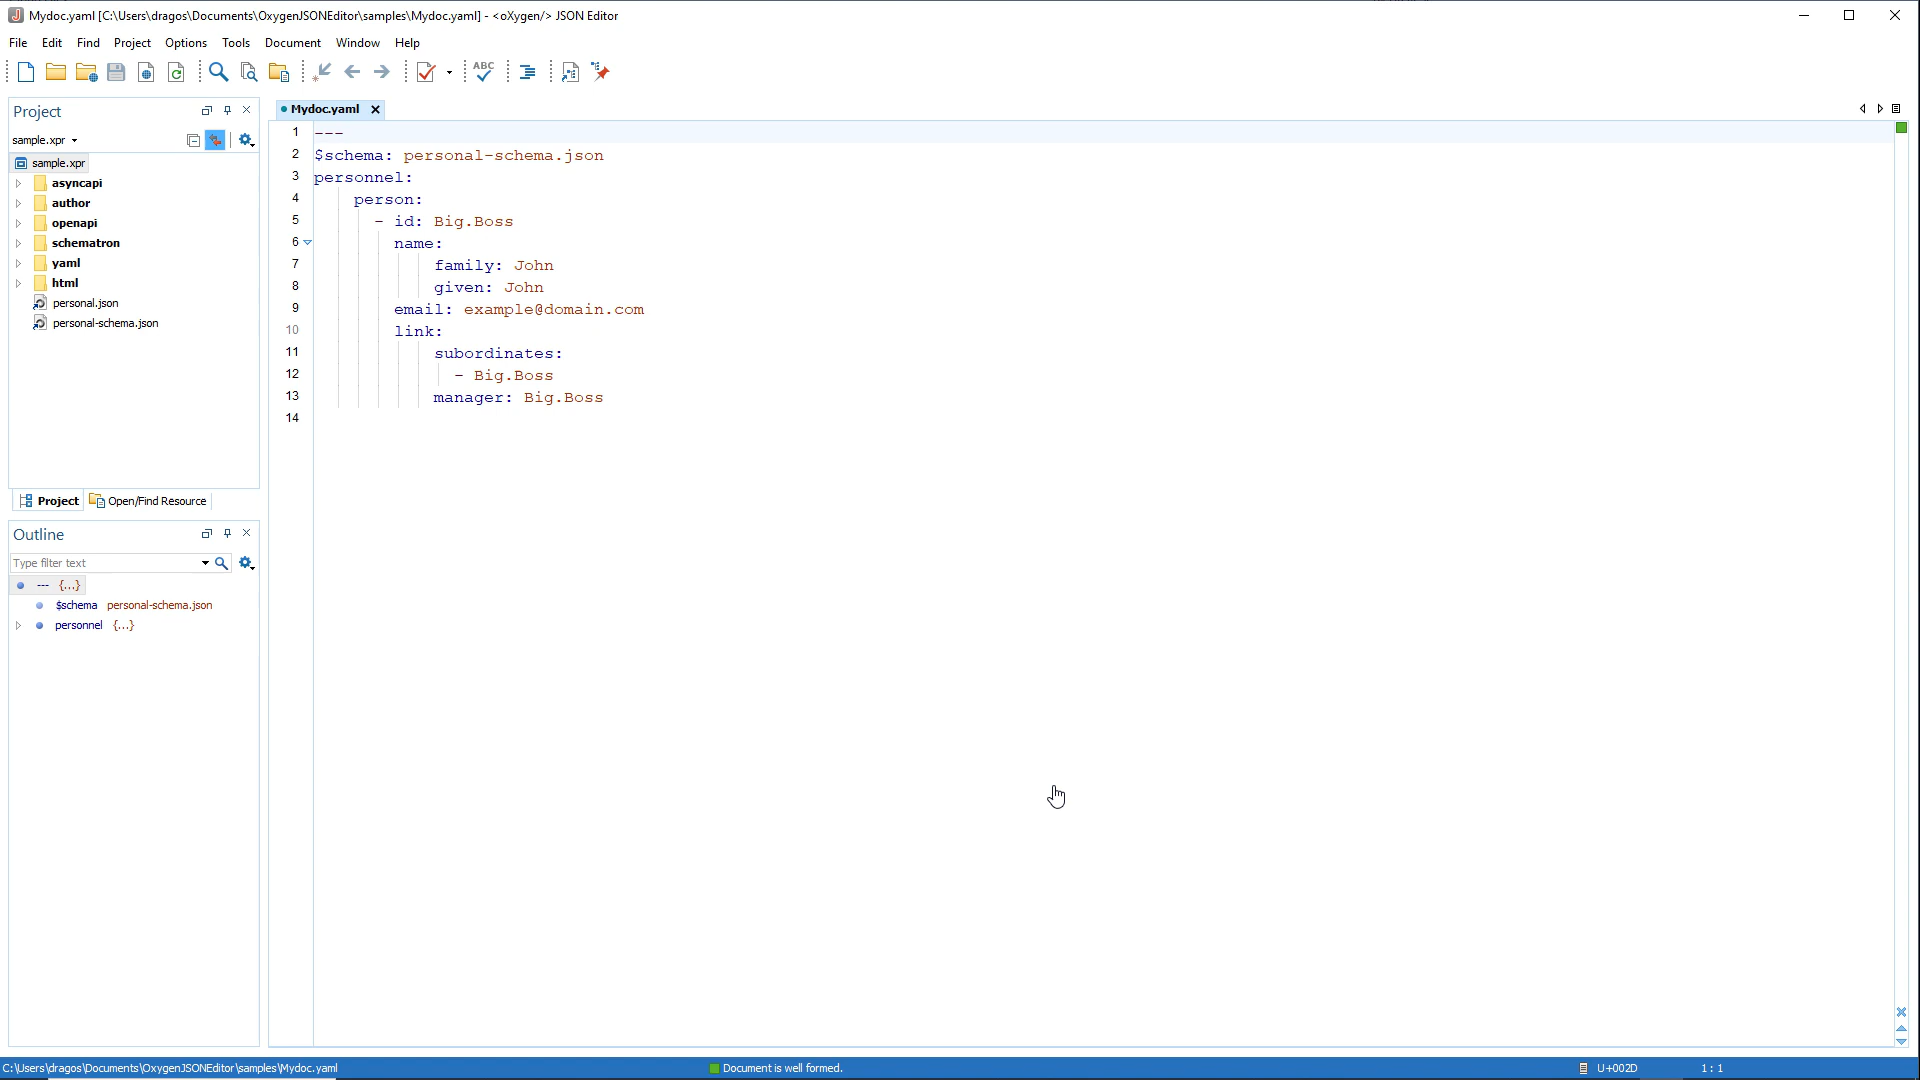 Mydoc.yaml [C:\Users\dragos\Documents\OxygenJSONEditor\samples\Mydoc.yaml] - <oXygen/> JSON Editor
File Edit Find Project Options Tools Document Window Help
ABC
Project
sample.xpr
sample.xpr
asyncapi
author
openapi
schematron
yaml
html
personal.json
personal-schema.json
Project Open/Find Resource
Outline
Type filter text
--- {...}
$schema personal-schema.json
personnel {...}
Mydoc.yaml
1 ---
2 $schema: personal-schema.json
3 personnel:
4 person:
5 - id: Big.Boss
6 name:
7 family: John
8 given: John
9 email: example@domain.com
10 link:
11 subordinates:
12 - Big.Boss
13 manager: Big.Boss
14
C:\Users\dragos\Documents\OxygenJSONEditor\samples\Mydoc.yaml Document is well formed. U+002D 1 : 1